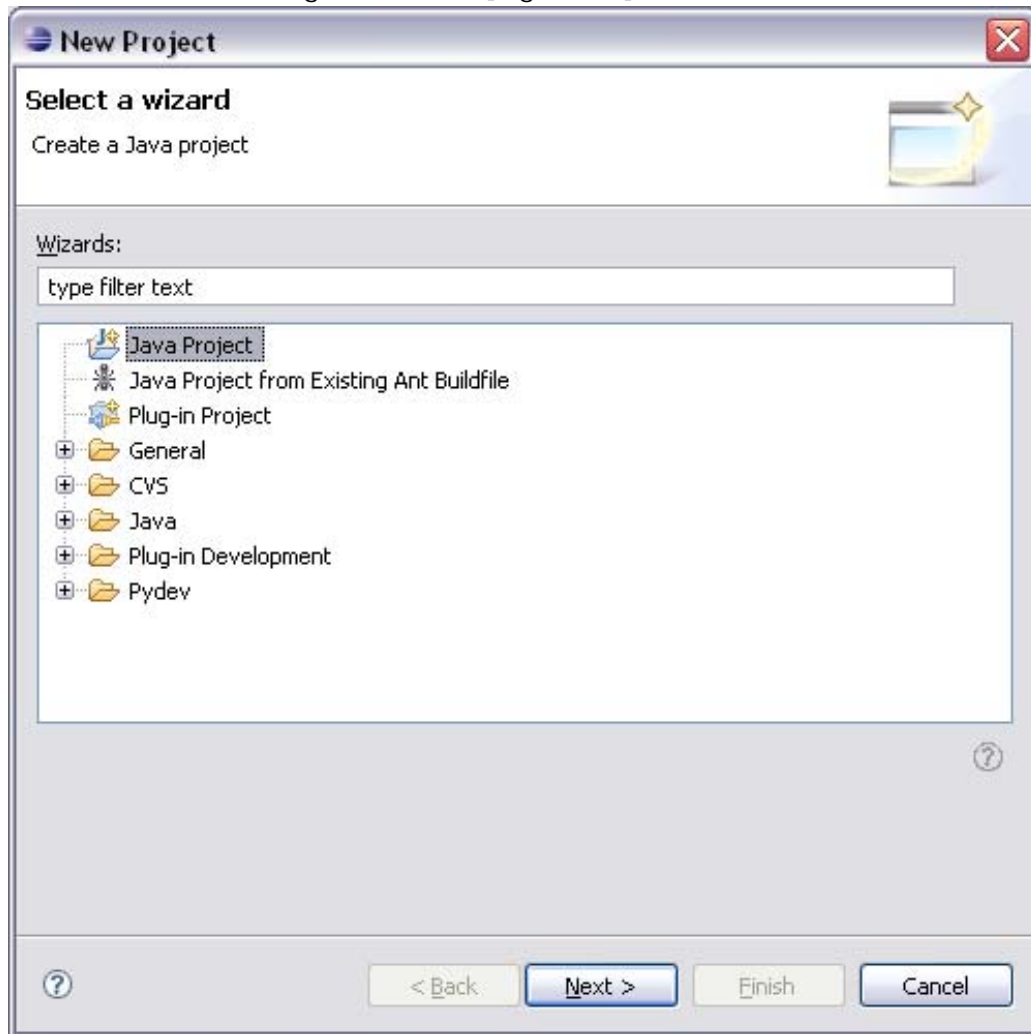 New Project
Select a wizard
Create a Java project
Wizards:
type filter text
Java Project
Java Project from Existing Ant Buildfile
Plug-in Project
General
CVS
Java
Plug-in Development
Pydev
?
? < Back Next > Finish Cancel